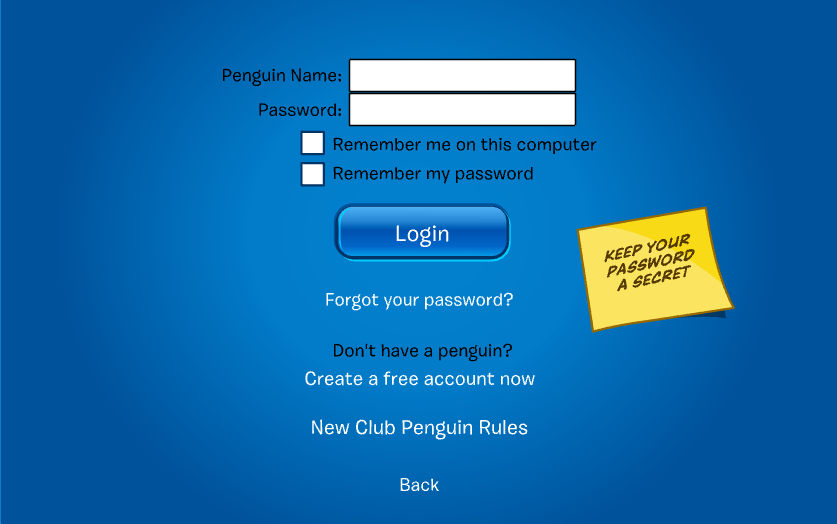 Penguin Name:
Password:
Remember me on this computer
Remember my password
Login
KEEP YOUR
PASSWORD
A SECRET
Forgot your password?
Don't have a penguin?
Create a free account now
New Club Penguin Rules
Back